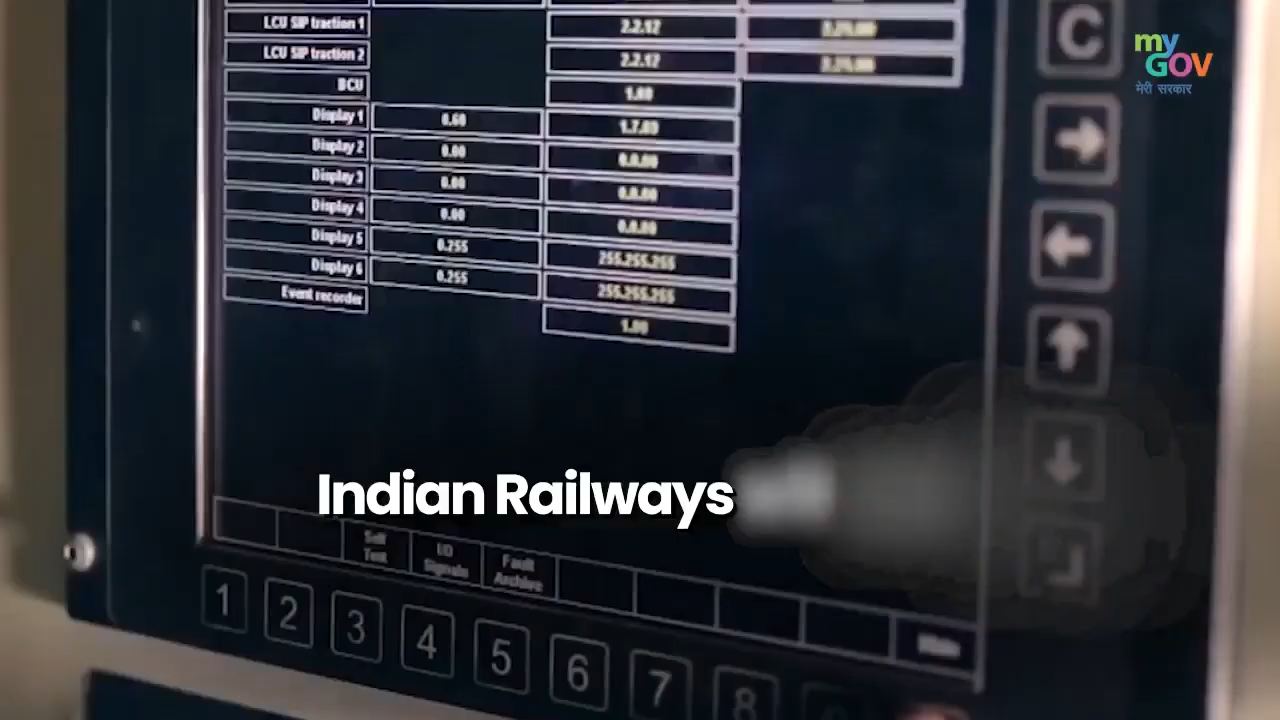 LCU SIP traction 1 2.2.12
LCU SIP traction 2 2.2.12
BCU 1.00
Display 1 0.60 1.7.03
Display 2 0.00 0.0.00
Display 3 0.00 0.0.00
Display 4 0.00 0.0.00
Display 5 0.255 255.255.255
Display 6 0.255 255.255.255
Event recorder 1.00
C
my
GOV
मेरी सरकार
Indian Railways
Self
Test
I/O
Signals
Fault
Archive
1 2 3 4 5 6 7 8